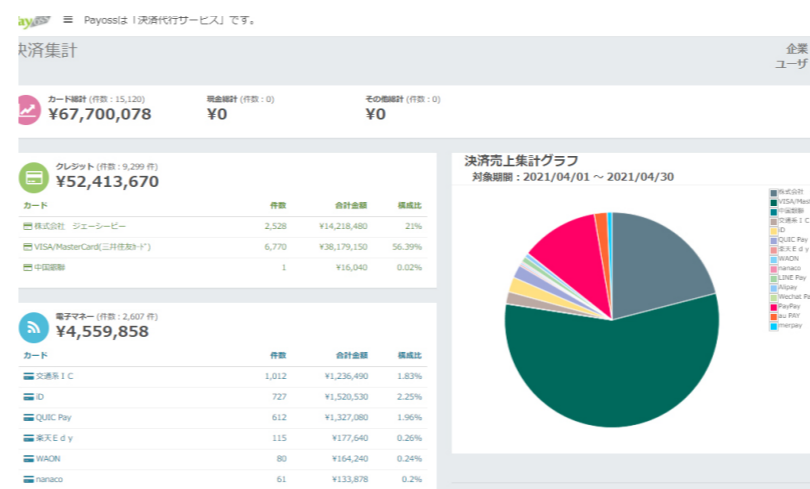 Payossは「決済代行サービス」です。
決済集計
企業
ユーザ
カード総計 (件数 : 15,120)
¥67,700,078
現金総計 (件数 : 0)
¥0
その他総計 (件数 : 0)
¥0
クレジット (件数 : 9,299 件)
¥52,413,670
カード 件数 合計金額 構成比
株式会社 ジェーシービー 2,528 ¥14,218,480 21%
VISA/MasterCard(三井住友カード) 6,770 ¥38,179,150 56.39%
中国銀聯 1 ¥16,040 0.02%
電子マネー (件数 : 2,607 件)
¥4,559,858
カード 件数 合計金額 構成比
交通系IC 1,012 ¥1,236,490 1.83%
iD 727 ¥1,520,530 2.25%
QUIC Pay 612 ¥1,327,080 1.96%
楽天Ｅｄｙ 115 ¥177,640 0.26%
WAON 80 ¥164,240 0.24%
nanaco 61 ¥133,878 0.2%
決済売上集計グラフ
対象期間 : 2021/04/01 ～ 2021/04/30
株式会社
VISA/Mast
中国銀聯
交通系IC
iD
QUIC Pay
楽天Ｅｄｙ
WAON
nanaco
LINE Pay
Alipay
Wechat Pa
PayPay
au PAY
merpay